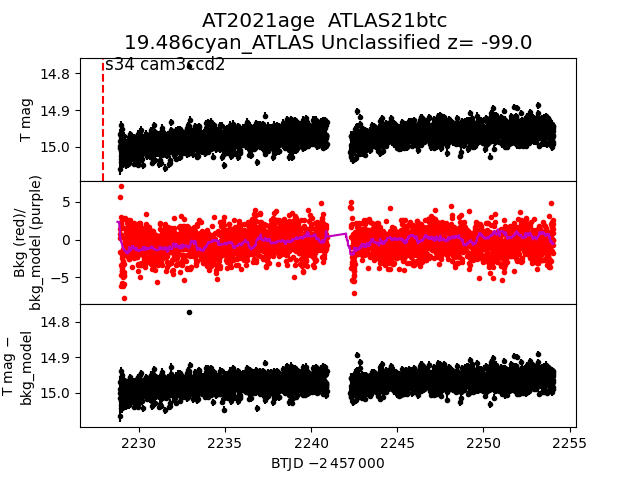 AT2021age  ATLAS21btc
19.486cyan_ATLAS Unclassified z= -99.0
s34 cam3ccd2
T mag
14.8
14.9
15.0
Bkg (red)/
bkg_model (purple)
5
0
−5
T mag −
bkg_model
14.8
14.9
15.0
2230
2235
2240
2245
2250
2255
BTJD −2 457 000